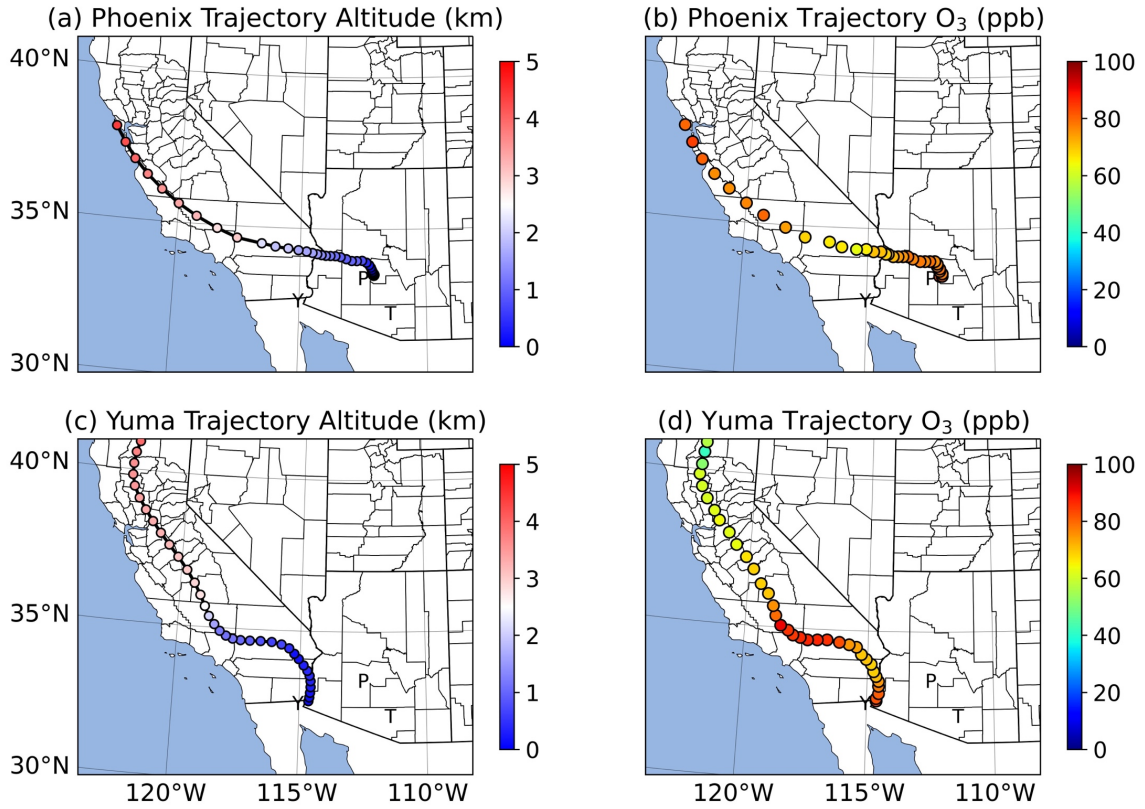 (a) Phoenix Trajectory Altitude (km)
(b) Phoenix Trajectory O₃ (ppb)
40°N
35°N
30°N
5
4
3
2
1
0
P
Y
T
100
80
60
40
20
0
P
Y
T
(c) Yuma Trajectory Altitude (km)
(d) Yuma Trajectory O₃ (ppb)
40°N
35°N
30°N
5
4
3
2
1
0
P
Y
T
100
80
60
40
20
0
P
Y
T
120°W 115°W 110°W
120°W 115°W 110°W